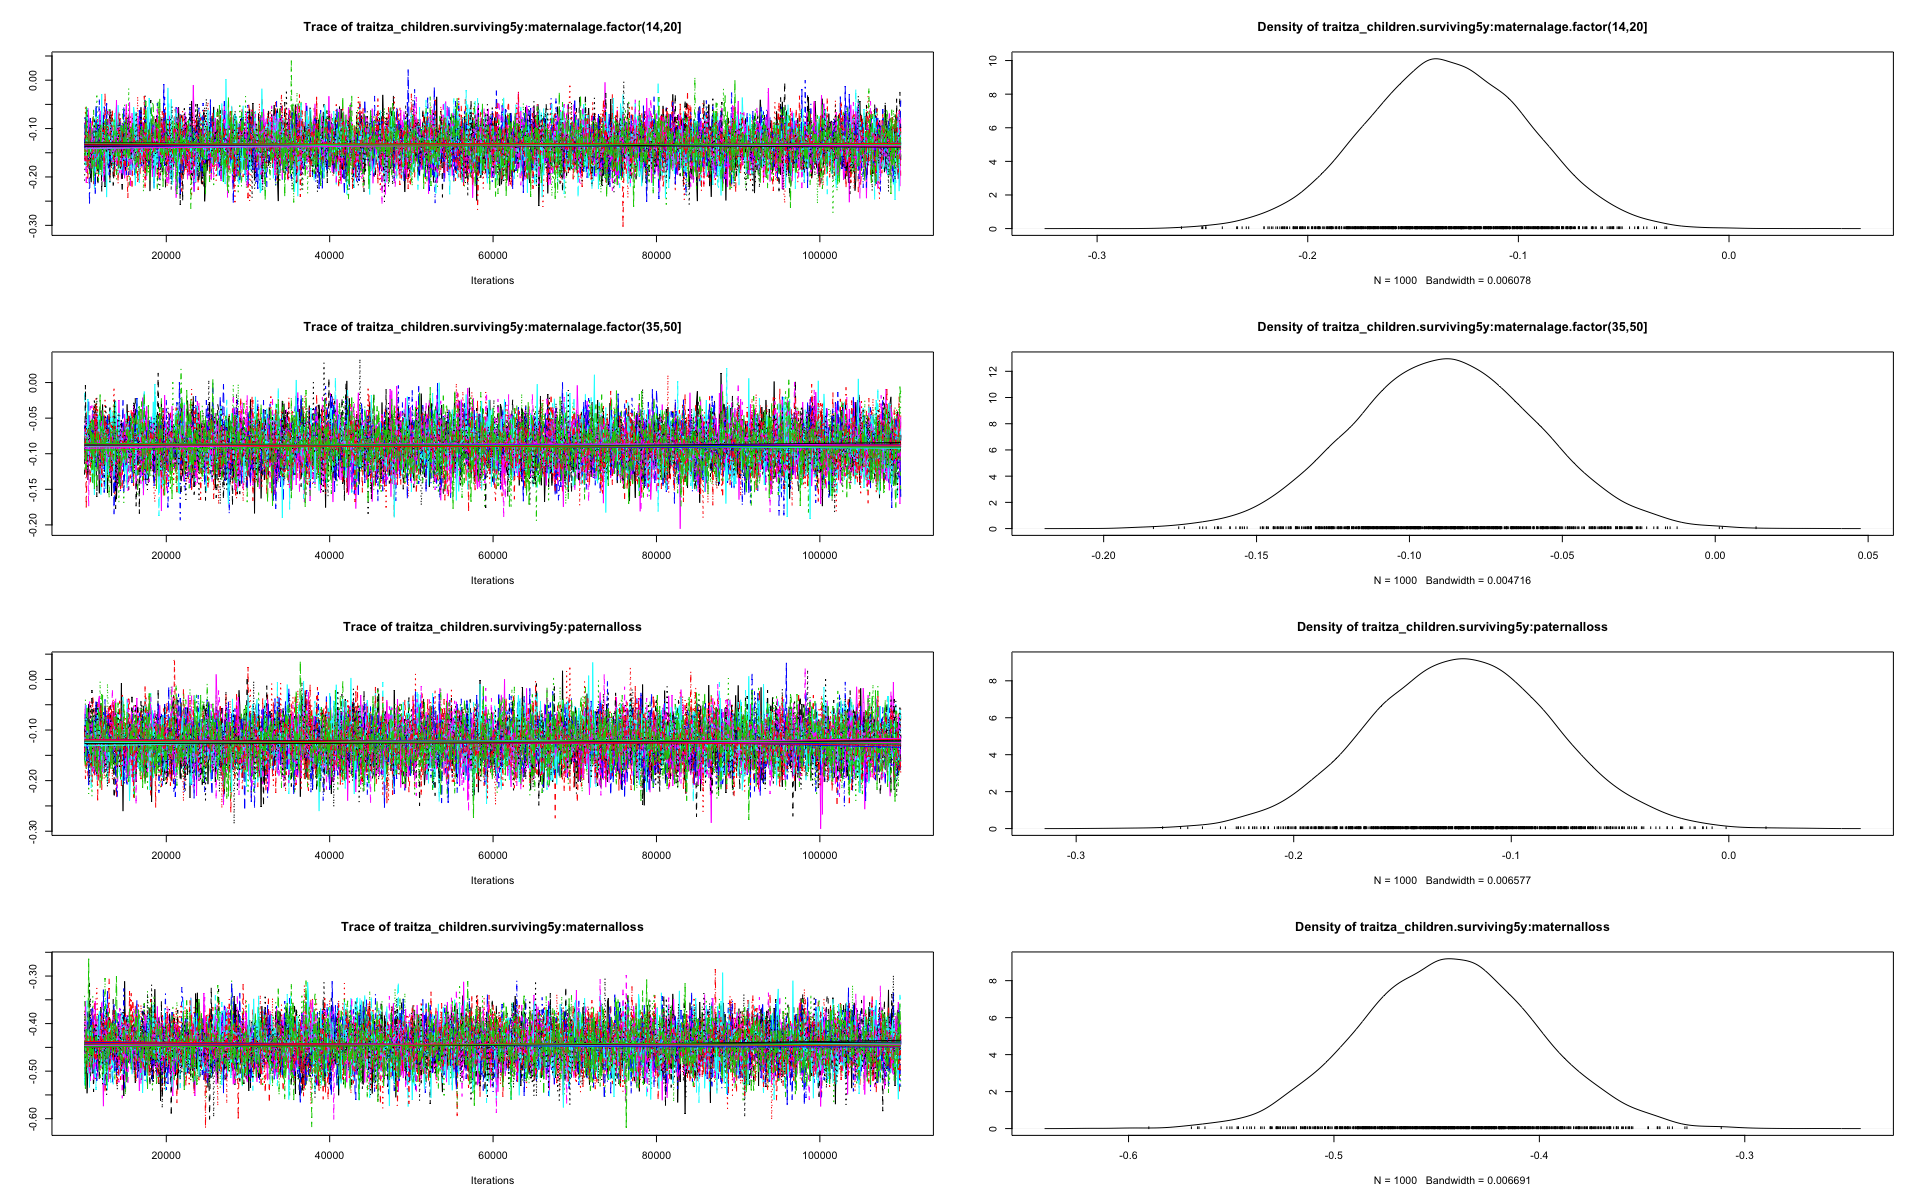 Trace of traitza_children.surviving5y:maternalage.factor(14,20]
0.00
-0.10
-0.20
-0.30
20000 40000 60000 80000 100000
Iterations
Density of traitza_children.surviving5y:maternalage.factor(14,20]
10
8
6
4
2
0
-0.3 -0.2 -0.1 0.0
N = 1000 Bandwidth = 0.006078
Trace of traitza_children.surviving5y:maternalage.factor(35,50]
0.00
-0.05
-0.10
-0.15
-0.20
20000 40000 60000 80000 100000
Iterations
Density of traitza_children.surviving5y:maternalage.factor(35,50]
12
10
8
6
4
2
0
-0.20 -0.15 -0.10 -0.05 0.00 0.05
N = 1000 Bandwidth = 0.004716
Trace of traitza_children.surviving5y:paternalloss
0.00
-0.10
-0.20
-0.30
20000 40000 60000 80000 100000
Iterations
Density of traitza_children.surviving5y:paternalloss
8
6
4
2
0
-0.3 -0.2 -0.1 0.0
N = 1000 Bandwidth = 0.006577
Trace of traitza_children.surviving5y:maternalloss
-0.30
-0.40
-0.50
-0.60
20000 40000 60000 80000 100000
Iterations
Density of traitza_children.surviving5y:maternalloss
8
6
4
2
0
-0.6 -0.5 -0.4 -0.3
N = 1000 Bandwidth = 0.006691